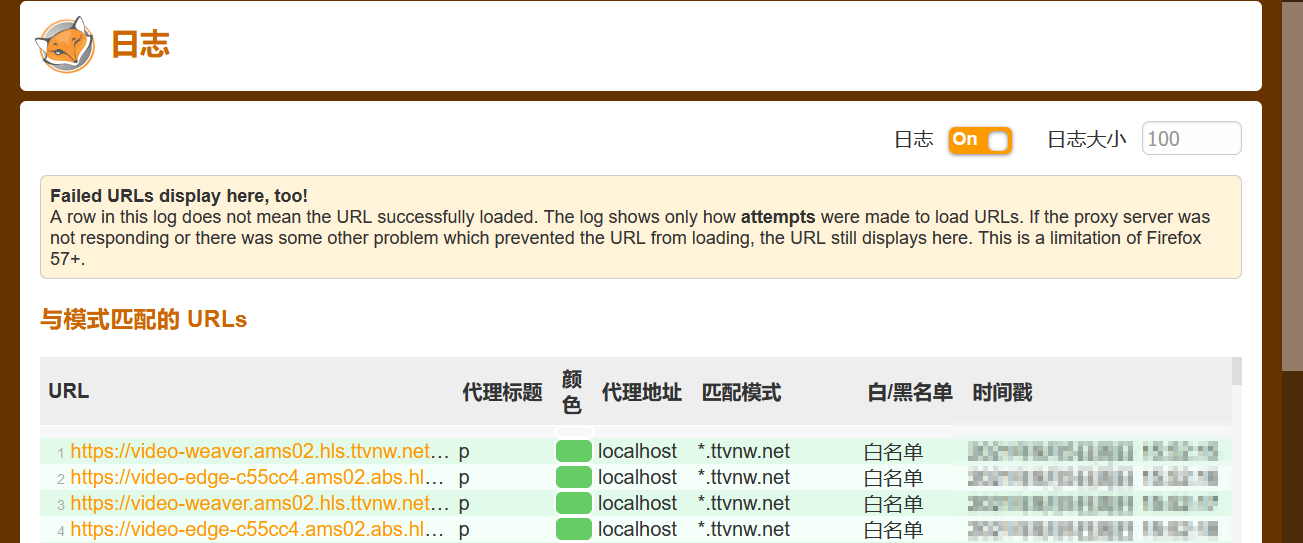 日志
日志 On 日志大小 100
Failed URLs display here, too!
A row in this log does not mean the URL successfully loaded. The log shows only how attempts were made to load URLs. If the proxy server was
not responding or there was some other problem which prevented the URL from loading, the URL still displays here. This is a limitation of Firefox
57+.
与模式匹配的 URLs
URL 代理标题 颜色 代理地址 匹配模式 白/黑名单 时间戳
1 https://video-weaver.ams02.hls.ttvnw.net… p localhost *.ttvnw.net 白名单
2 https://video-edge-c55cc4.ams02.abs.hl… p localhost *.ttvnw.net 白名单
3 https://video-weaver.ams02.hls.ttvnw.net… p localhost *.ttvnw.net 白名单
4 https://video-edge-c55cc4.ams02.abs.hl… p localhost *.ttvnw.net 白名单